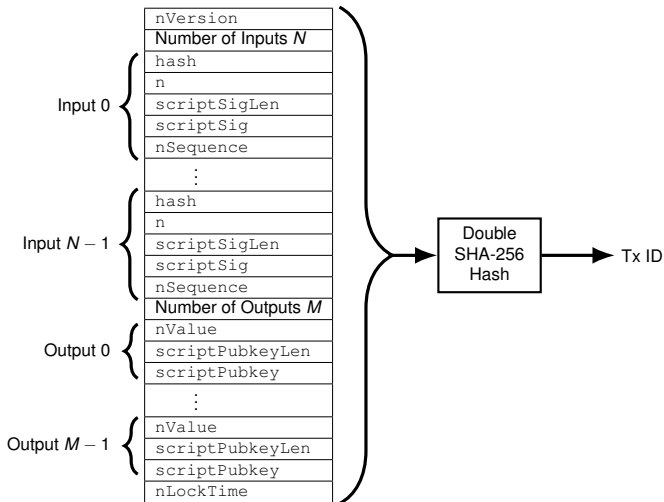 nVersion
Number of Inputs N
hash
n
scriptSigLen
scriptSig
nSequence
⋮
hash
n
scriptSigLen
scriptSig
nSequence
Number of Outputs M
nValue
scriptPubkeyLen
scriptPubkey
⋮
nValue
scriptPubkeyLen
scriptPubkey
nLockTime
Input 0
Input N − 1
Output 0
Output M − 1
Double
SHA-256
Hash
Tx ID